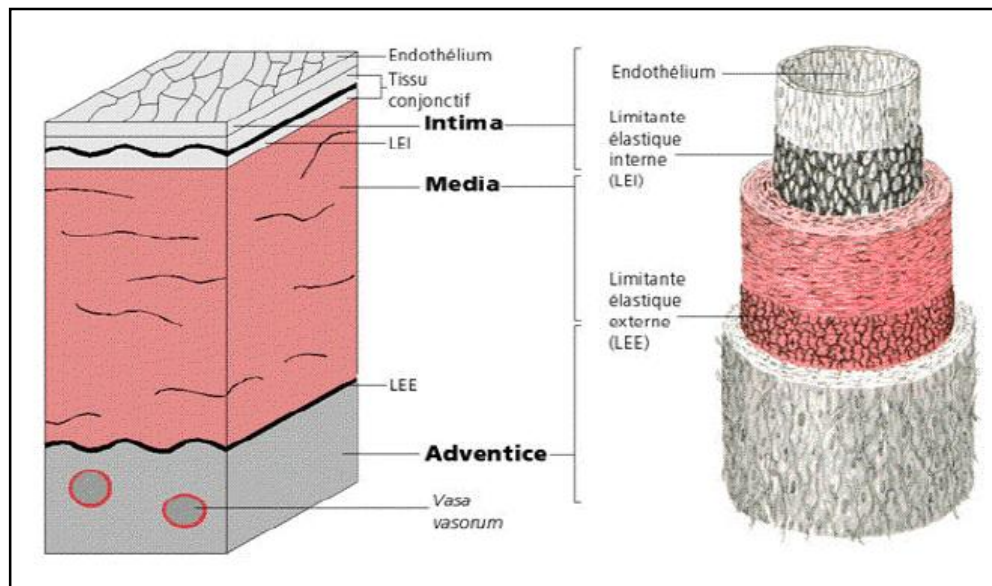 Endothélium
Tissu
conjonctif
Intima
LEI
Media
LEE
Adventice
Vasa
vasorum
Endothélium
Limitante
élastique
interne
(LEI)
Limitante
élastique
externe
(LEE)